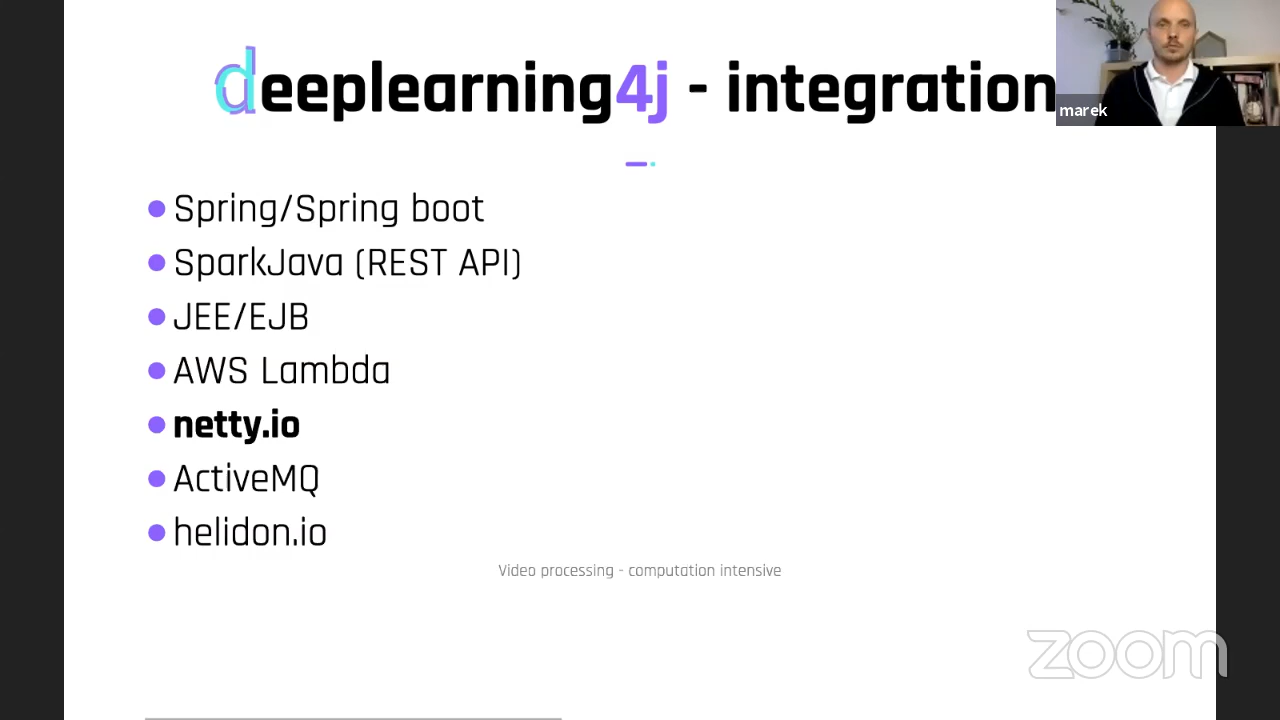 deeplearning4j - integration
marek
Spring/Spring boot
SparkJava (REST API)
JEE/EJB
AWS Lambda
netty.io
ActiveMQ
helidon.io
Video processing - computation intensive
zoom